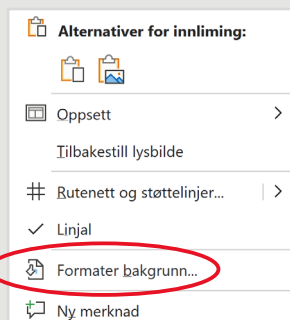 Alternativer for innliming:
Oppsett
Tilbakestill lysbilde
Rutenett og støttelinjer...
Linjal
Formater bakgrunn...
Ny merknad